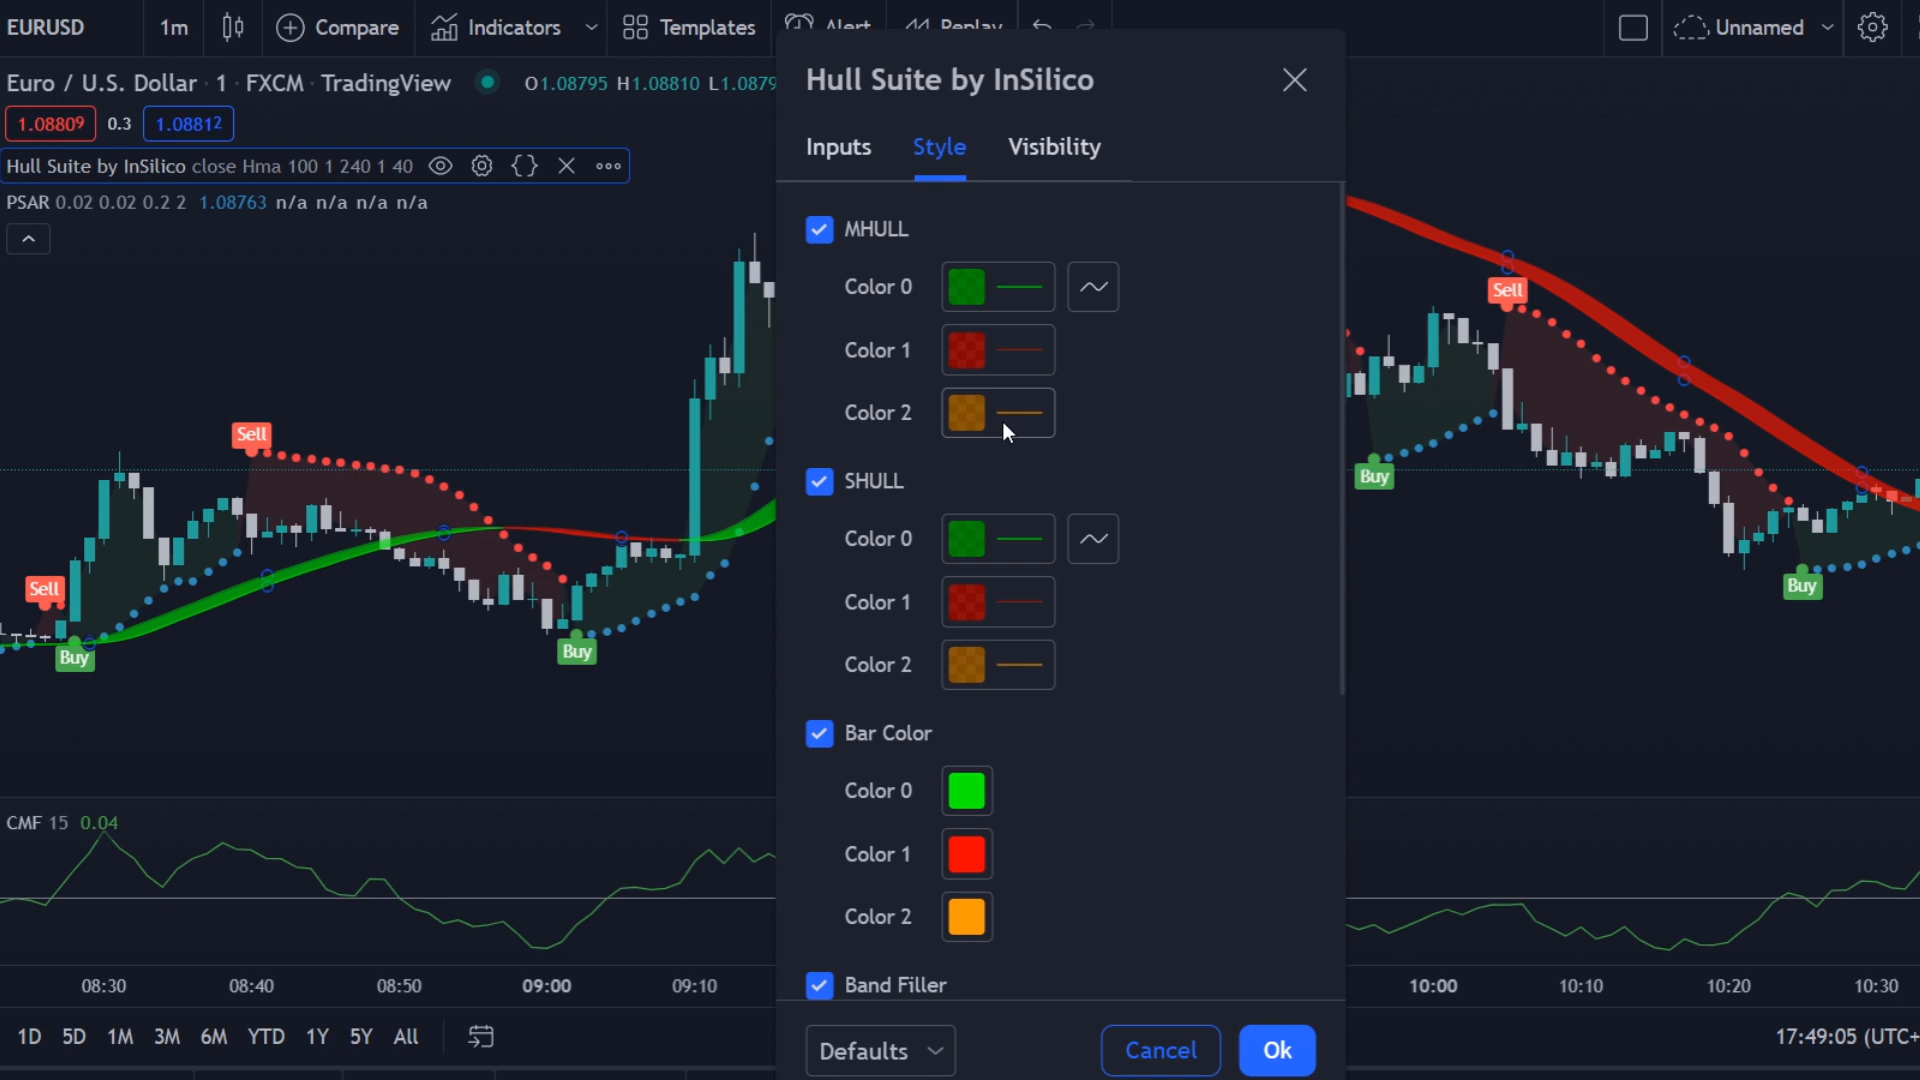 EURUSD 1m Compare Indicators Templates Alert Replay Unnamed
Euro / U.S. Dollar · 1 · FXCM · TradingView O1.08795 H1.08810 L1.0879
1.08809 0.3 1.08812
Hull Suite by InSilico close Hma 100 1 240 1 40
PSAR 0.02 0.02 0.2 2 1.08763 n/a n/a n/a n/a
Sell
Buy
Sell
Buy
Hull Suite by InSilico
Inputs Style Visibility
MHULL
Color 0
Color 1
Color 2
SHULL
Color 0
Color 1
Color 2
Bar Color
Color 0
Color 1
Color 2
Band Filler
Defaults Cancel Ok
Sell
Buy
Buy
CMF 15 0.04
08:30 08:40 08:50 09:00 09:10 10:00 10:10 10:20 10:30
1D 5D 1M 3M 6M YTD 1Y 5Y All 17:49:05 (UTC+